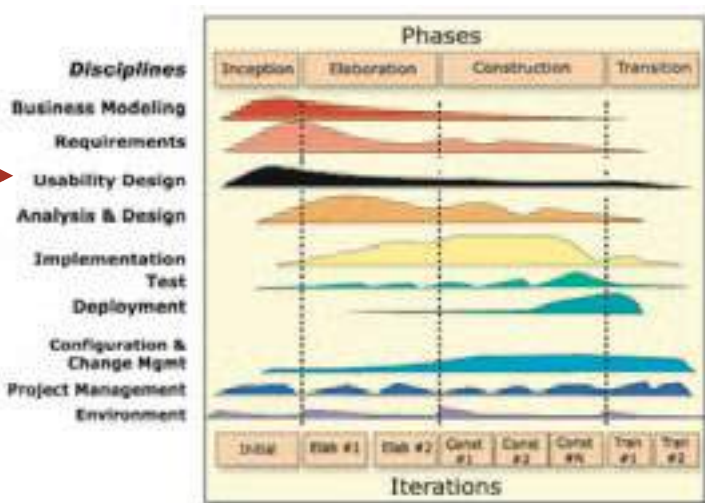 Phases
Disciplines
Inception Elaboration Construction Transition
Business Modeling
Requirements
Usability Design
Analysis & Design
Implementation
Test
Deployment
Configuration &
Change Mgmt
Project Management
Environment
Initial Elab #1 Elab #2 Const #1 Const #2 Const #N Tran #1 Tran #2
Iterations